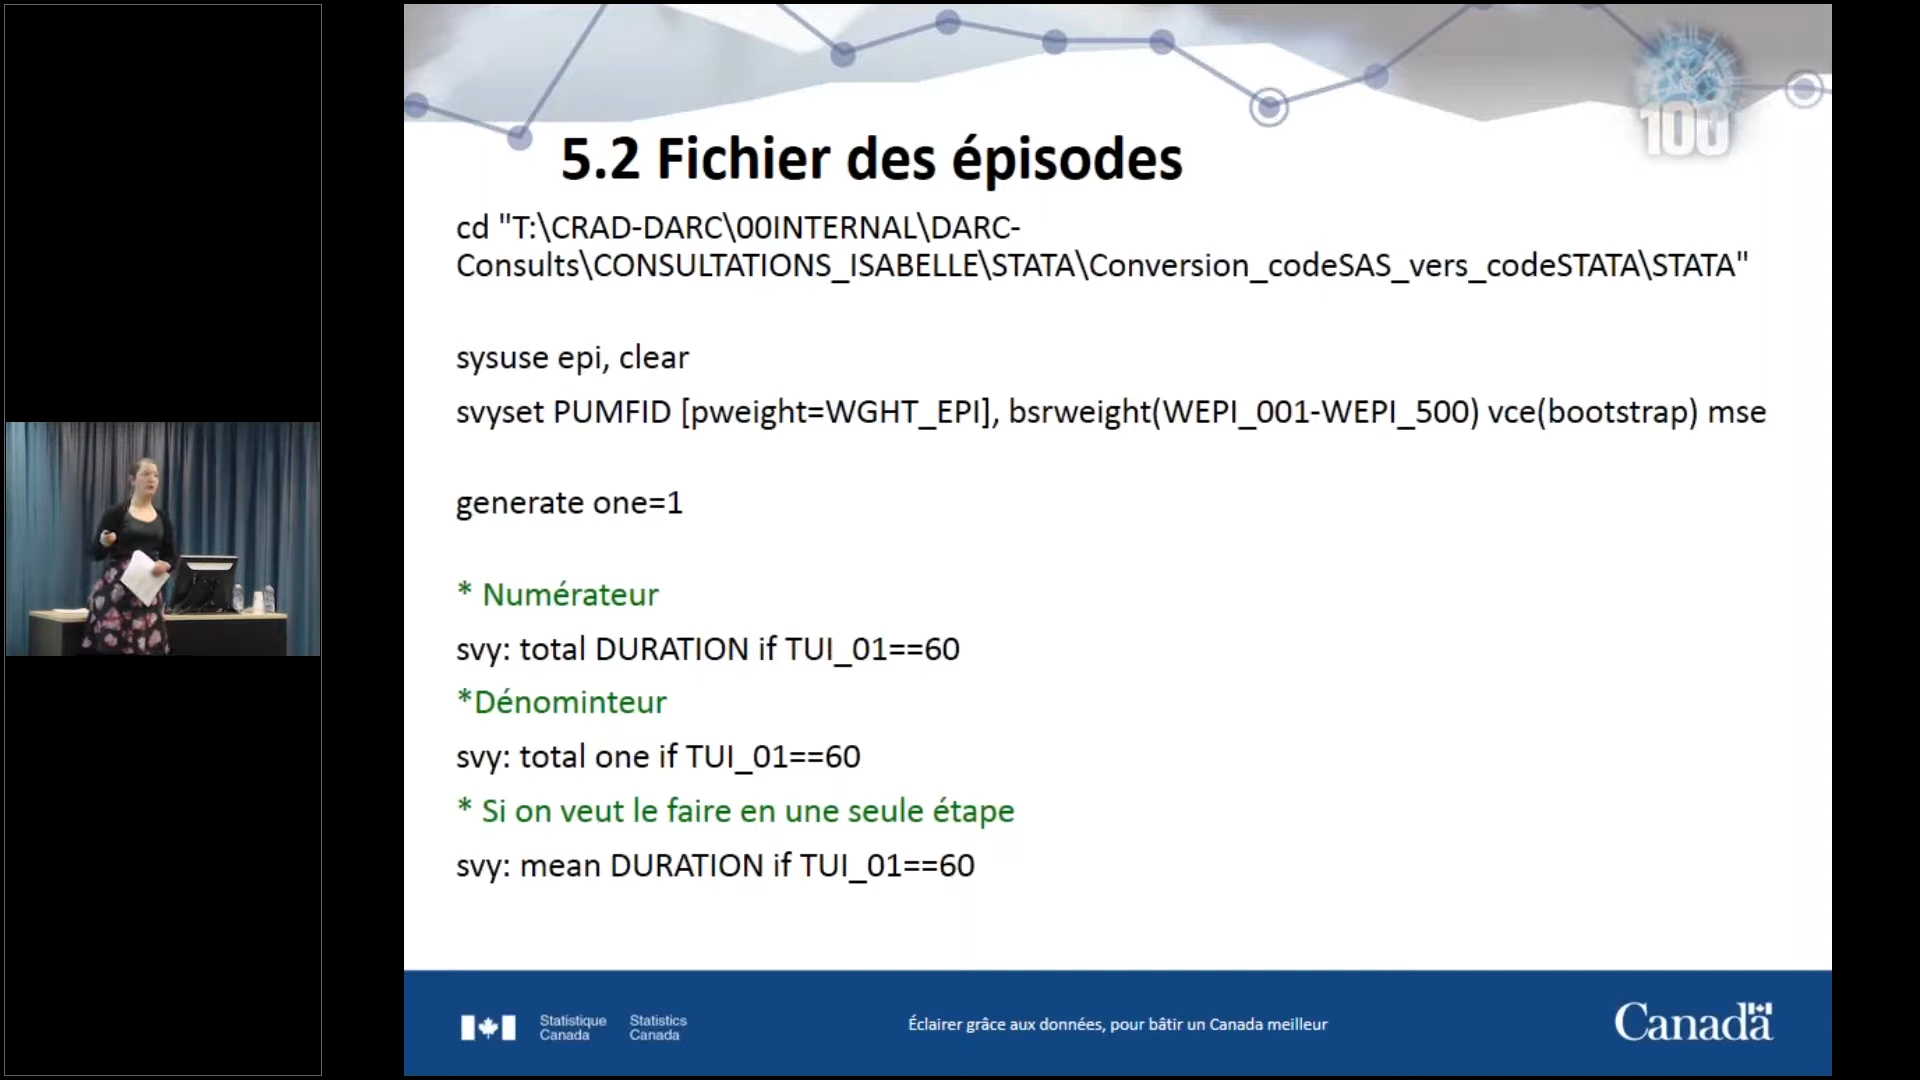 100
5.2 Fichier des épisodes
cd "T:\CRAD-DARC\00INTERNAL\DARC-
Consults\CONSULTATIONS_ISABELLE\STATA\Conversion_codeSAS_vers_codeSTATA\STATA"
sysuse epi, clear
svyset PUMFID [pweight=WGHT_EPI], bsrweight(WEPI_001-WEPI_500) vce(bootstrap) mse
generate one=1
* Numérateur
svy: total DURATION if TUI_01==60
*Dénominteur
svy: total one if TUI_01==60
* Si on veut le faire en une seule étape
svy: mean DURATION if TUI_01==60
Statistique Canada
Statistics Canada
Éclairer grâce aux données, pour bâtir un Canada meilleur
Canada